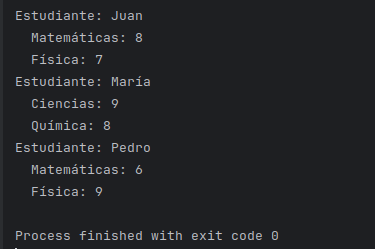 Estudiante: Juan
  Matemáticas: 8
  Física: 7
Estudiante: María
  Ciencias: 9
  Química: 8
Estudiante: Pedro
  Matemáticas: 6
  Física: 9
Process finished with exit code 0